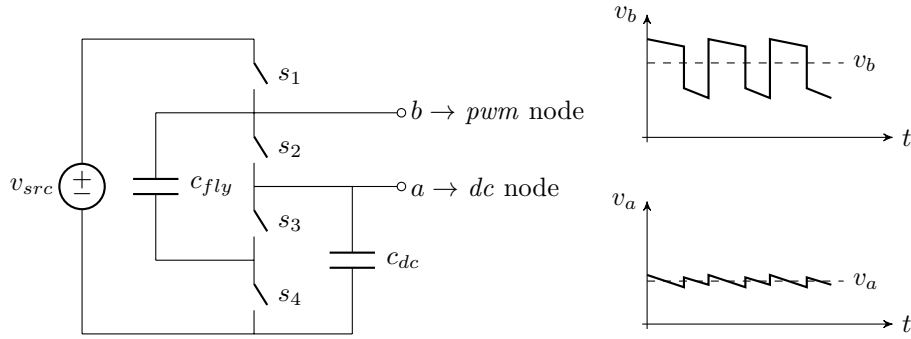 v_b
s_1
v_b
b → pwm node
t
s_2
v_src
+
−
c_fly
a → dc node
v_a
s_3
c_dc
v_a
s_4
t